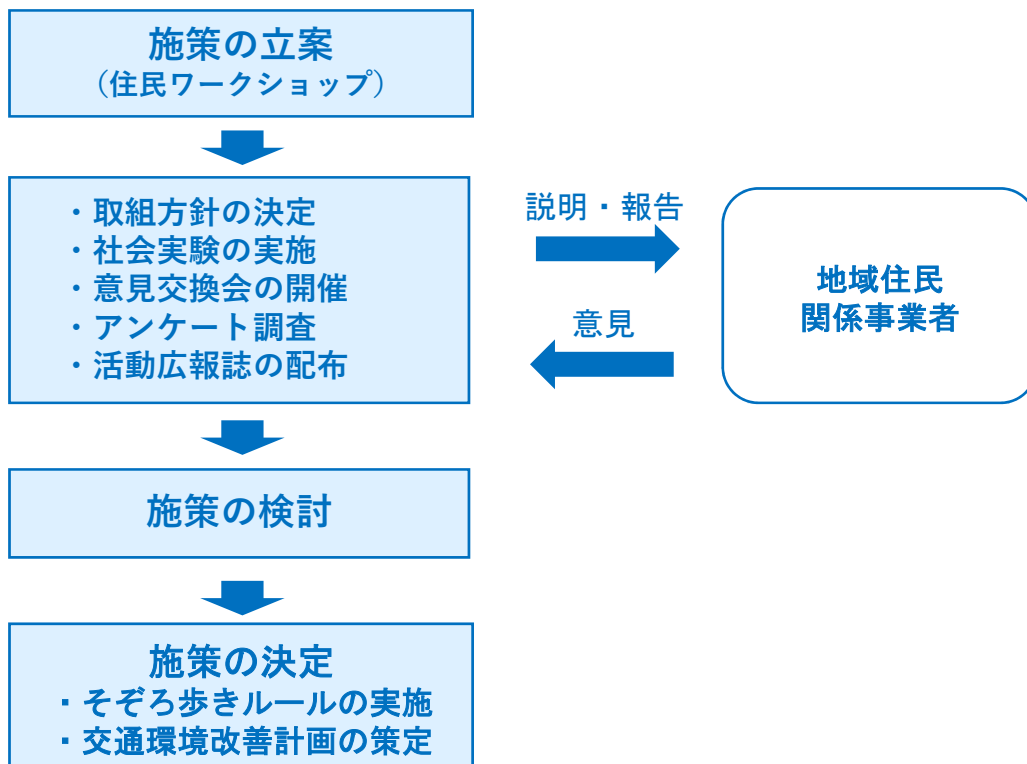 施策の立案
（住民ワークショップ）
・取組方針の決定
・社会実験の実施
・意見交換会の開催
・アンケート調査
・活動広報誌の配布
説明・報告
意見
地域住民
関係事業者
施策の検討
施策の決定
・そぞろ歩きルールの実施
・交通環境改善計画の策定